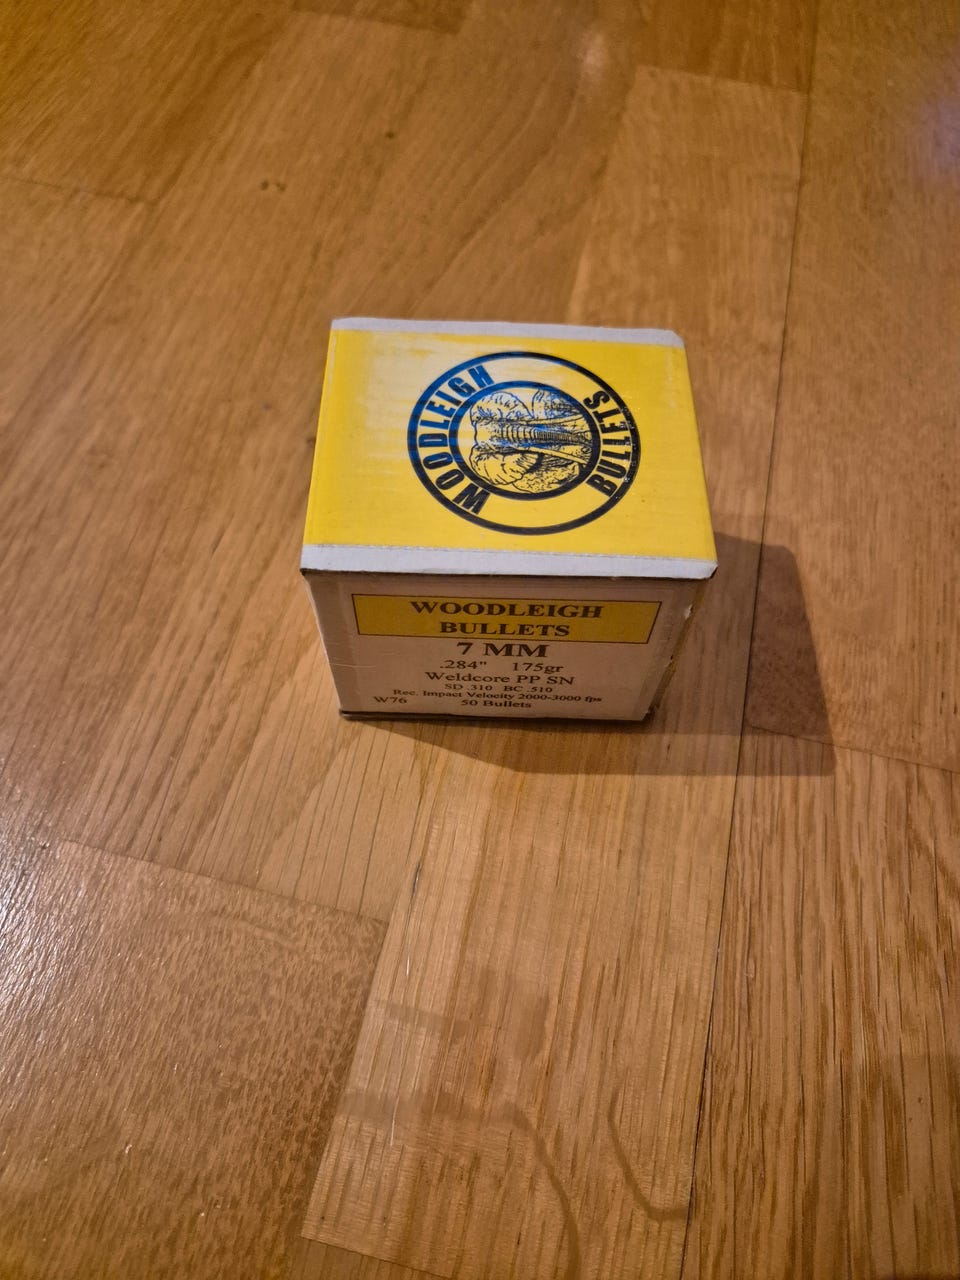 WOODLEIGH
BULLETS
WOODLEIGH
BULLETS
7 MM
.284" 175gr
Weldcore PP SN
SD .310 BC .510
Rec. Impact Velocity 2000-3000 fps
W76 50 Bullets